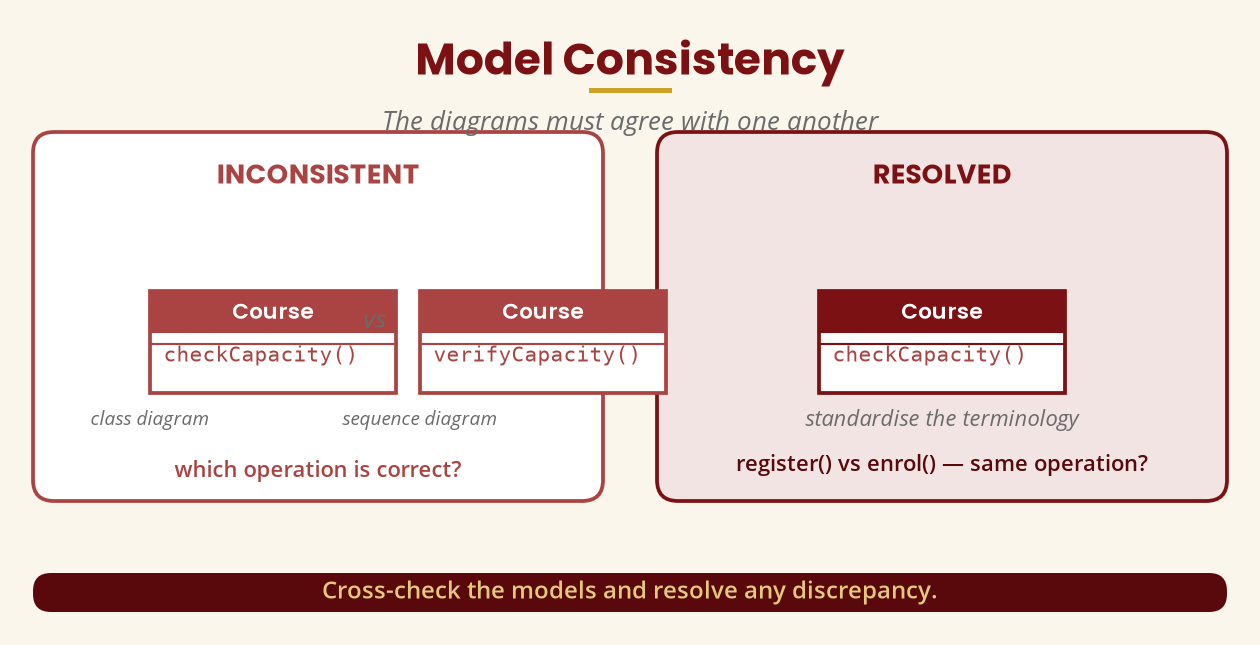 Model Consistency
The diagrams must agree with one another
INCONSISTENT
Course
vs
Course
checkCapacity()
verifyCapacity()
class diagram
sequence diagram
which operation is correct?
RESOLVED
Course
checkCapacity()
standardise the terminology
register() vs enrol() — same operation?
Cross-check the models and resolve any discrepancy.